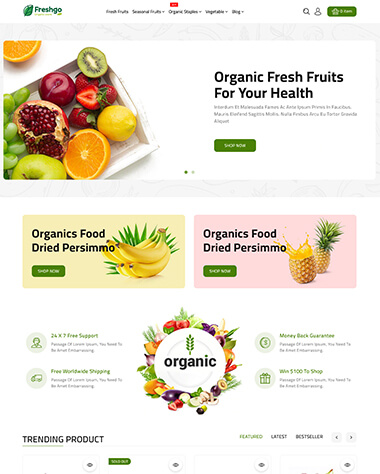 Freshgo
Fresh Fruits Seasonal Fruits Organic Staples Vegetable Blog
0 item
Organic Fresh Fruits
For Your Health
Interdum Et Malesuada Fames Ac Ante Ipsum Primis In Faucibus.
Mauris Eleifend Sagittis Mollis. Nulla Finibus Arcu Eu Tortor Gravida
Aliquet
SHOP NOW
Organics Food
Dried Persimmo
SHOP NOW
Organics Food
Dried Persimmo
SHOP NOW
24 X 7 Free Support
Passage Of Lorem Ipsum, You Need To
Be Amet Embarrassing.
Free Worldwide Shipping
Passage Of Lorem Ipsum, You Need To
Be Amet Embarrassing.
organic
Money Back Guarantee
Passage Of Lorem Ipsum, You Need To
Be Amet Embarrassing.
Win $100 To Shop
Passage Of Lorem Ipsum, You Need To
Be Amet Embarrassing.
TRENDING PRODUCT
FEATURED LATEST BESTSELLER
SOLD OUT